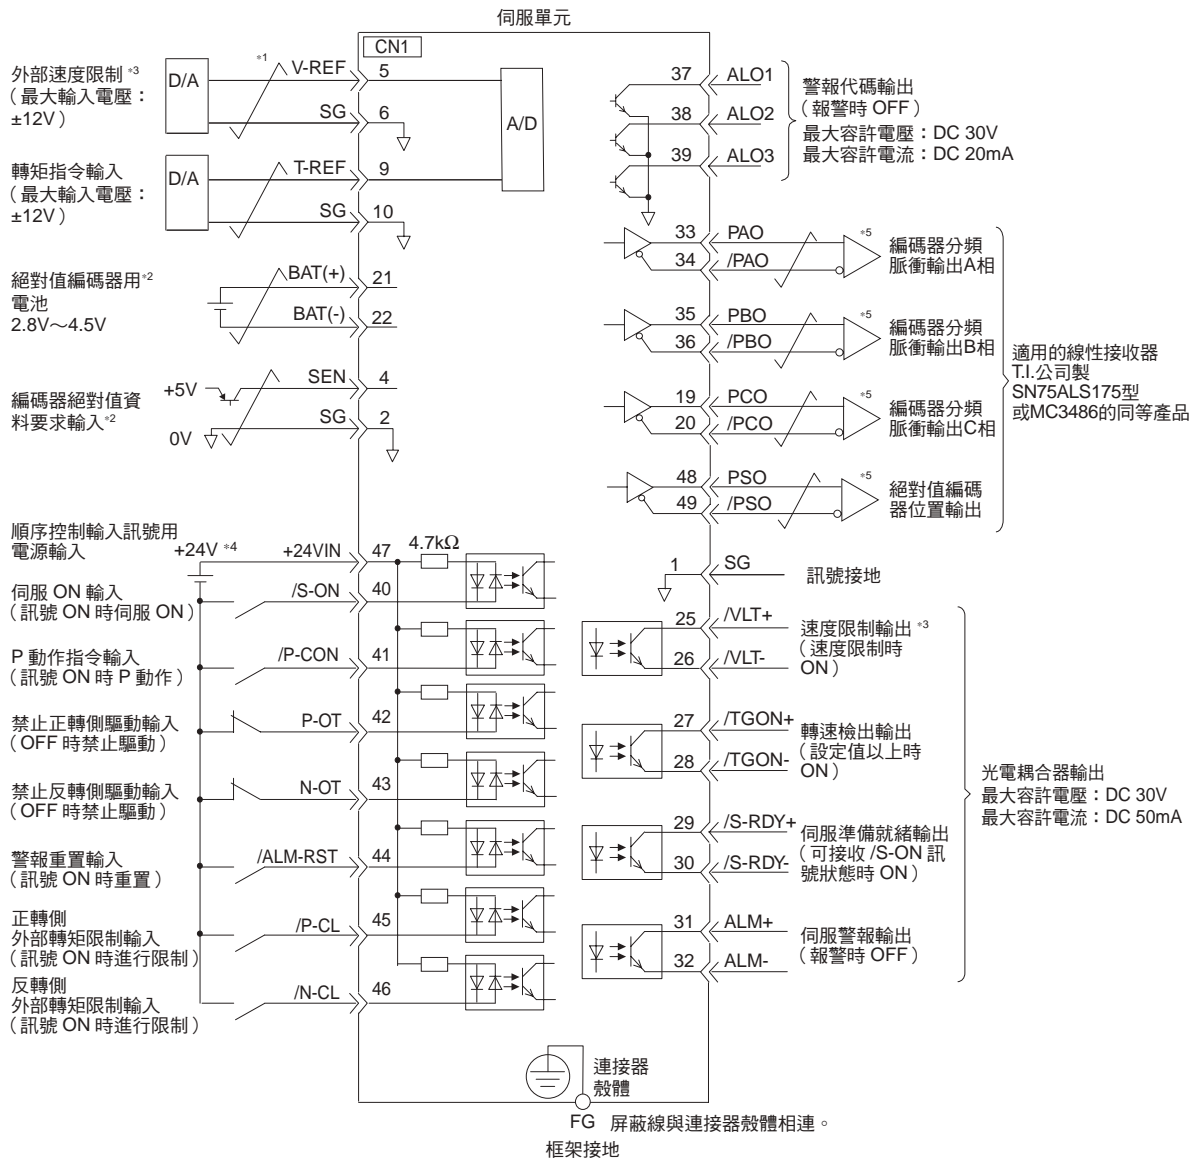 伺服單元
CN1
外部速度限制 *3
（最大輸入電壓：
±12V）
D/A
*1
V-REF
5
SG
6
A/D
轉矩指令輸入
（最大輸入電壓：
±12V）
D/A
T-REF
9
SG
10
絕對值編碼器用*2
電池
2.8V～4.5V
BAT(+)
21
BAT(-)
22
編碼器絕對值資
料要求輸入*2
+5V
SEN
4
0V
SG
2
順序控制輸入訊號用
電源輸入
+24V *4
+24VIN
47
4.7kΩ
伺服 ON 輸入
（訊號 ON 時伺服 ON）
/S-ON
40
P 動作指令輸入
（訊號 ON 時 P 動作）
/P-CON
41
禁止正轉側驅動輸入
（OFF 時禁止驅動）
P-OT
42
禁止反轉側驅動輸入
（OFF 時禁止驅動）
N-OT
43
警報重置輸入
（訊號 ON 時重置）
/ALM-RST
44
正轉側
外部轉矩限制輸入
（訊號 ON 時進行限制）
/P-CL
45
反轉側
外部轉矩限制輸入
（訊號 ON 時進行限制）
/N-CL
46
37
ALO1
38
ALO2
39
ALO3
警報代碼輸出
（報警時 OFF）
最大容許電壓：DC 30V
最大容許電流：DC 20mA
33
PAO
34
/PAO
*5
編碼器分頻
脈衝輸出A相
35
PBO
36
/PBO
*5
編碼器分頻
脈衝輸出B相
19
PCO
20
/PCO
*5
編碼器分頻
脈衝輸出C相
48
PSO
49
/PSO
*5
絕對值編碼
器位置輸出
適用的線性接收器
T.I.公司製
SN75ALS175型
或MC3486的同等產品
1
SG
訊號接地
25
/VLT+
26
/VLT-
速度限制輸出 *3
（速度限制時
ON）
27
/TGON+
28
/TGON-
轉速檢出輸出
（設定值以上時
ON）
29
/S-RDY+
30
/S-RDY-
伺服準備就緒輸出
（可接收 /S-ON 訊
號狀態時 ON）
31
ALM+
32
ALM-
伺服警報輸出
（報警時 OFF）
光電耦合器輸出
最大容許電壓：DC 30V
最大容許電流：DC 50mA
連接器
殼體
FG
屏蔽線與連接器殼體相連。
框架接地